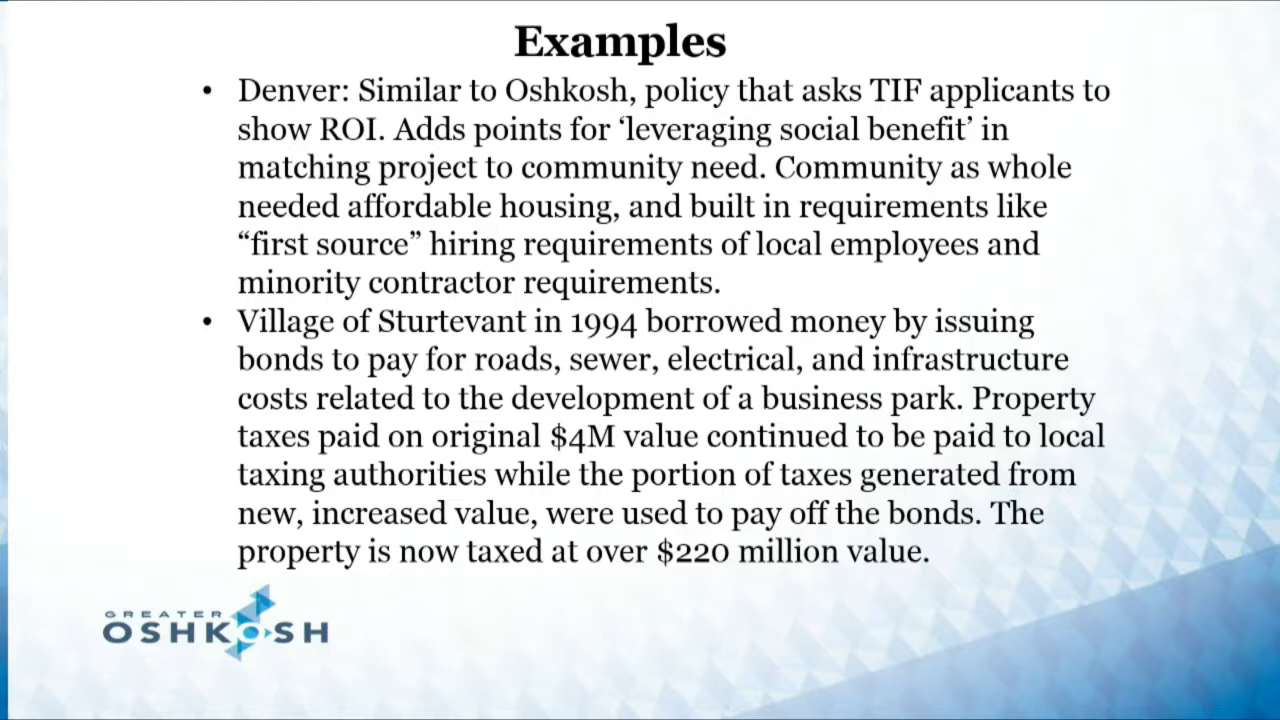 Examples
• Denver: Similar to Oshkosh, policy that asks TIF applicants to
show ROI. Adds points for ‘leveraging social benefit’ in
matching project to community need. Community as whole
needed affordable housing, and built in requirements like
“first source” hiring requirements of local employees and
minority contractor requirements.
• Village of Sturtevant in 1994 borrowed money by issuing
bonds to pay for roads, sewer, electrical, and infrastructure
costs related to the development of a business park. Property
taxes paid on original $4M value continued to be paid to local
taxing authorities while the portion of taxes generated from
new, increased value, were used to pay off the bonds. The
property is now taxed at over $220 million value.
GREATER
OSHKOSH